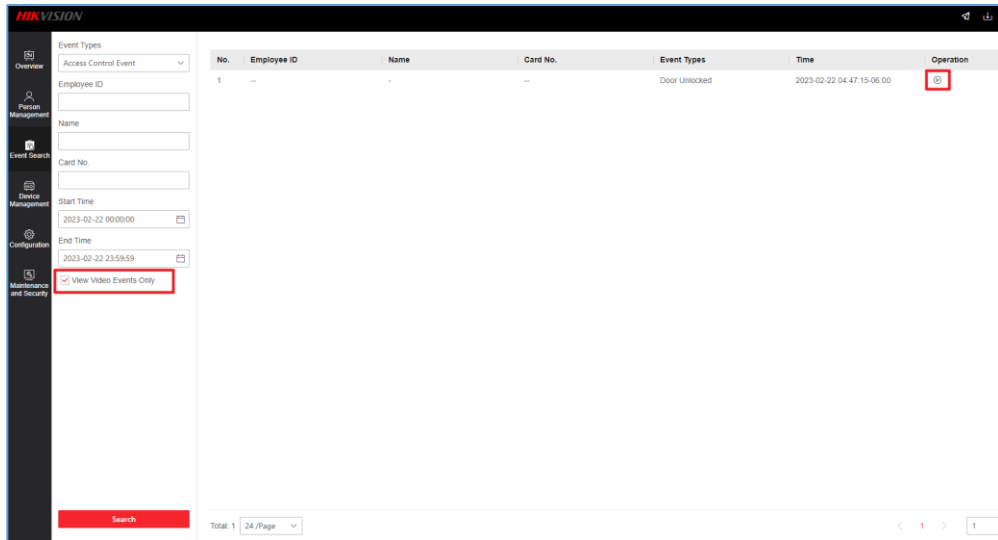 HIKVISION
Overview
Person
Management
Event Search
Device
Management
Configuration
Maintenance
and Security
Event Types
Access Control Event
Employee ID
Name
Card No.
Start Time
2023-02-22 00:00:00
End Time
2023-02-22 23:59:59
View Video Events Only
Search
No. Employee ID Name Card No. Event Types Time Operation
1 -- - -- Door Unlocked 2023-02-22 04:47:15-06:00
Total: 1 24 /Page < 1 > 1